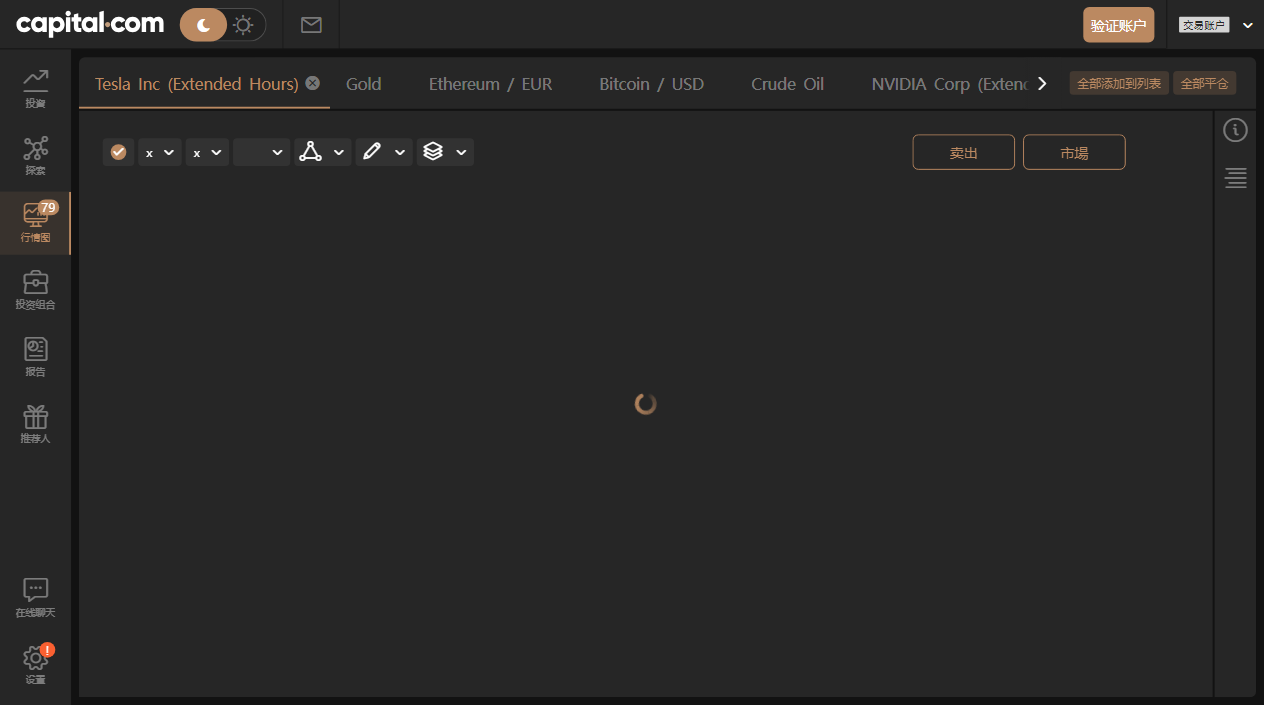 capital.com
验证账户
交易账户
Tesla Inc (Extended Hours)
Gold
Ethereum / EUR
Bitcoin / USD
Crude Oil
NVIDIA Corp (Exten
全部添加到列表
全部平仓
x
x
卖出
市場
投资
探索
79
行情图
投资组合
报告
推荐人
在线聊天
!
设置